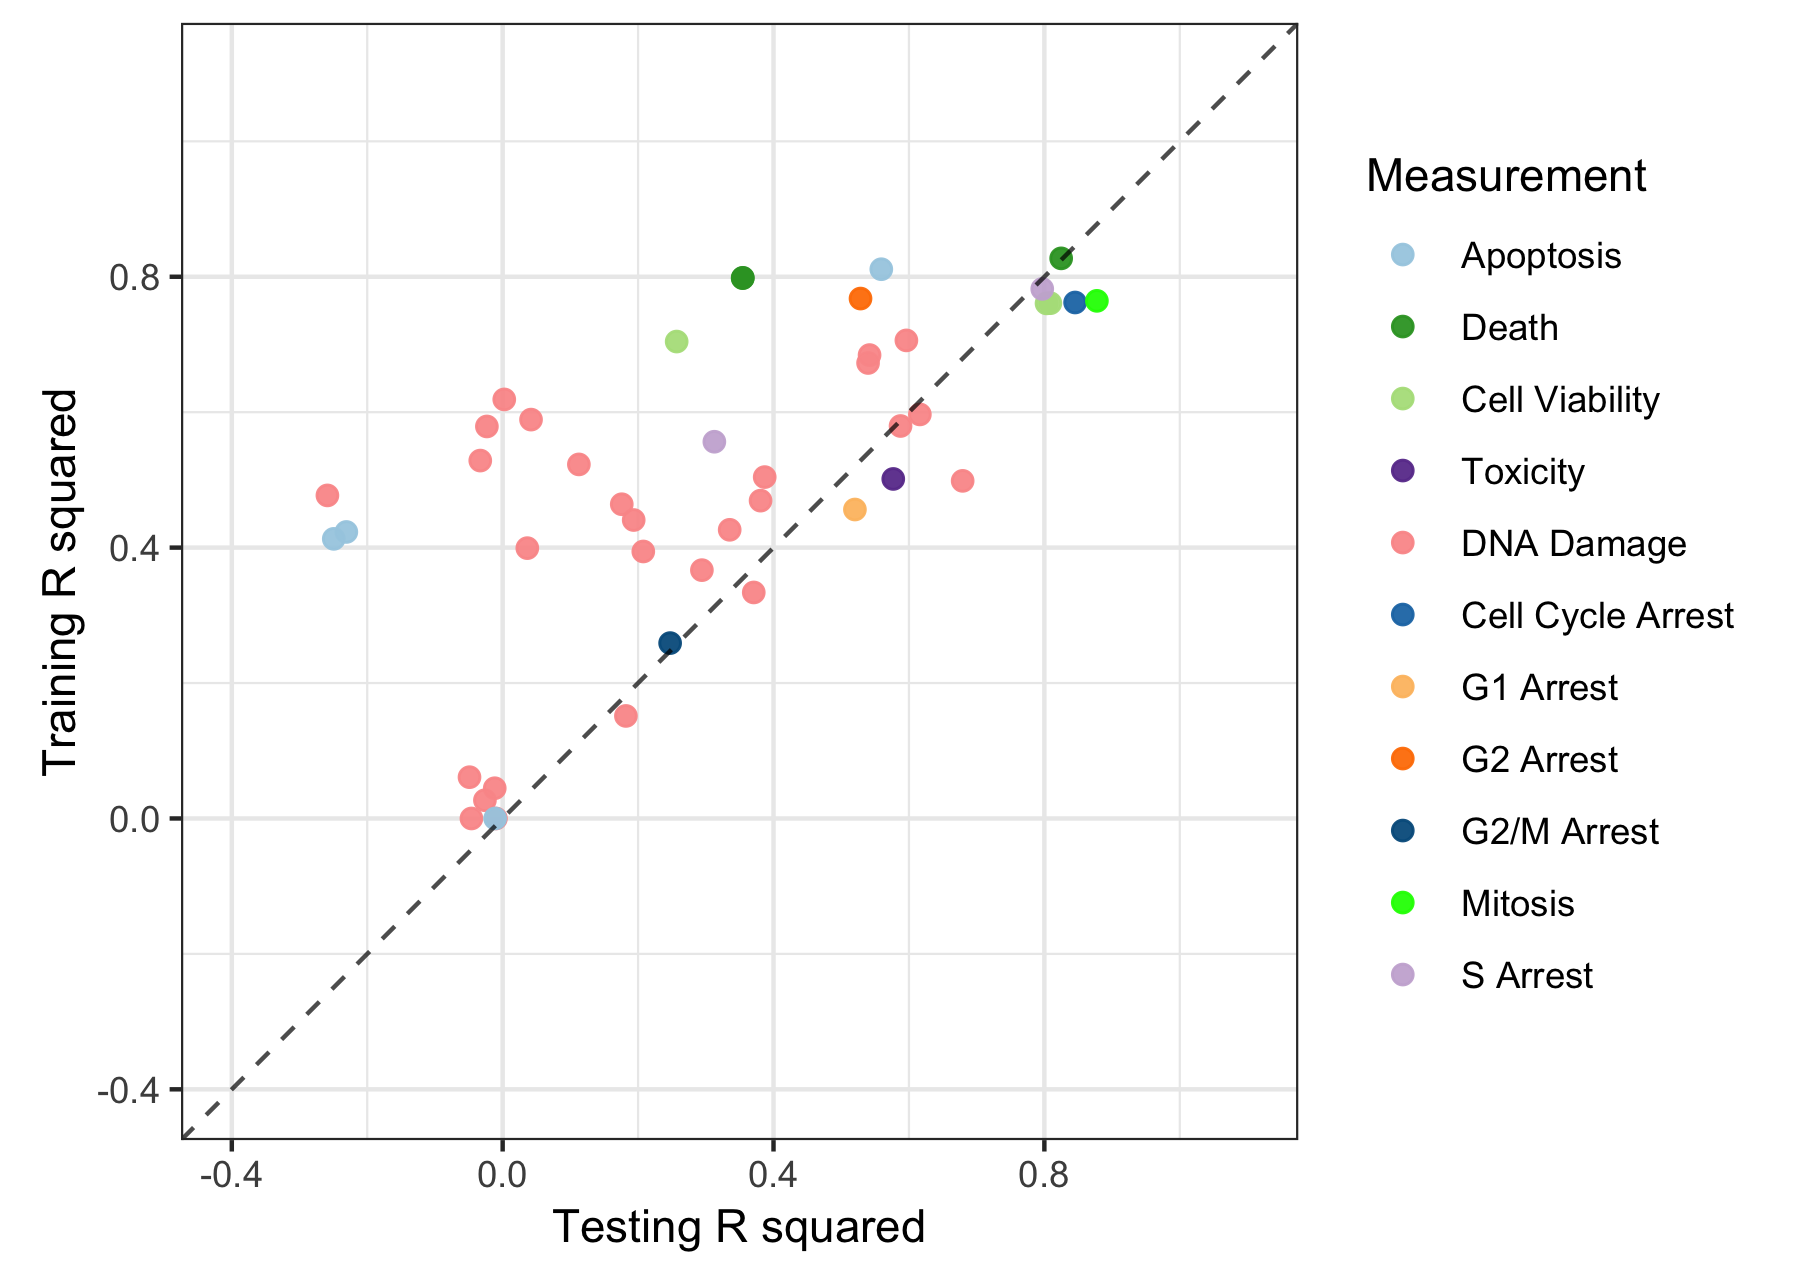 Training R squared
0.8
0.4
0.0
-0.4
-0.4
0.0
0.4
0.8
Testing R squared
Measurement
Apoptosis
Death
Cell Viability
Toxicity
DNA Damage
Cell Cycle Arrest
G1 Arrest
G2 Arrest
G2/M Arrest
Mitosis
S Arrest